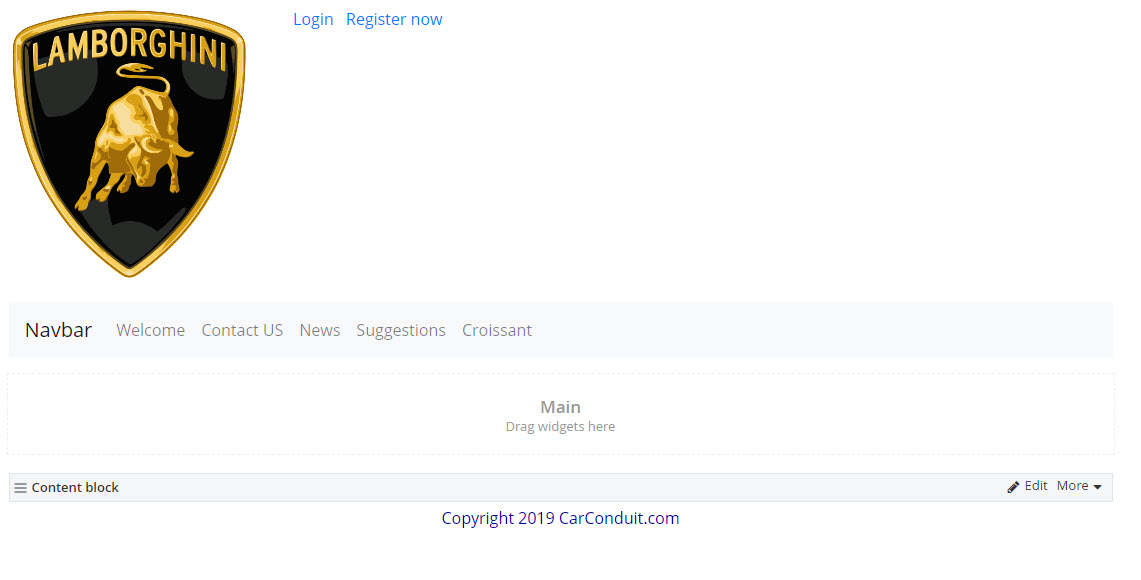 LAMBORGHINI
Login Register now
Navbar Welcome Contact US News Suggestions Croissant
Main
Drag widgets here
Content block Edit More
Copyright 2019 CarConduit.com